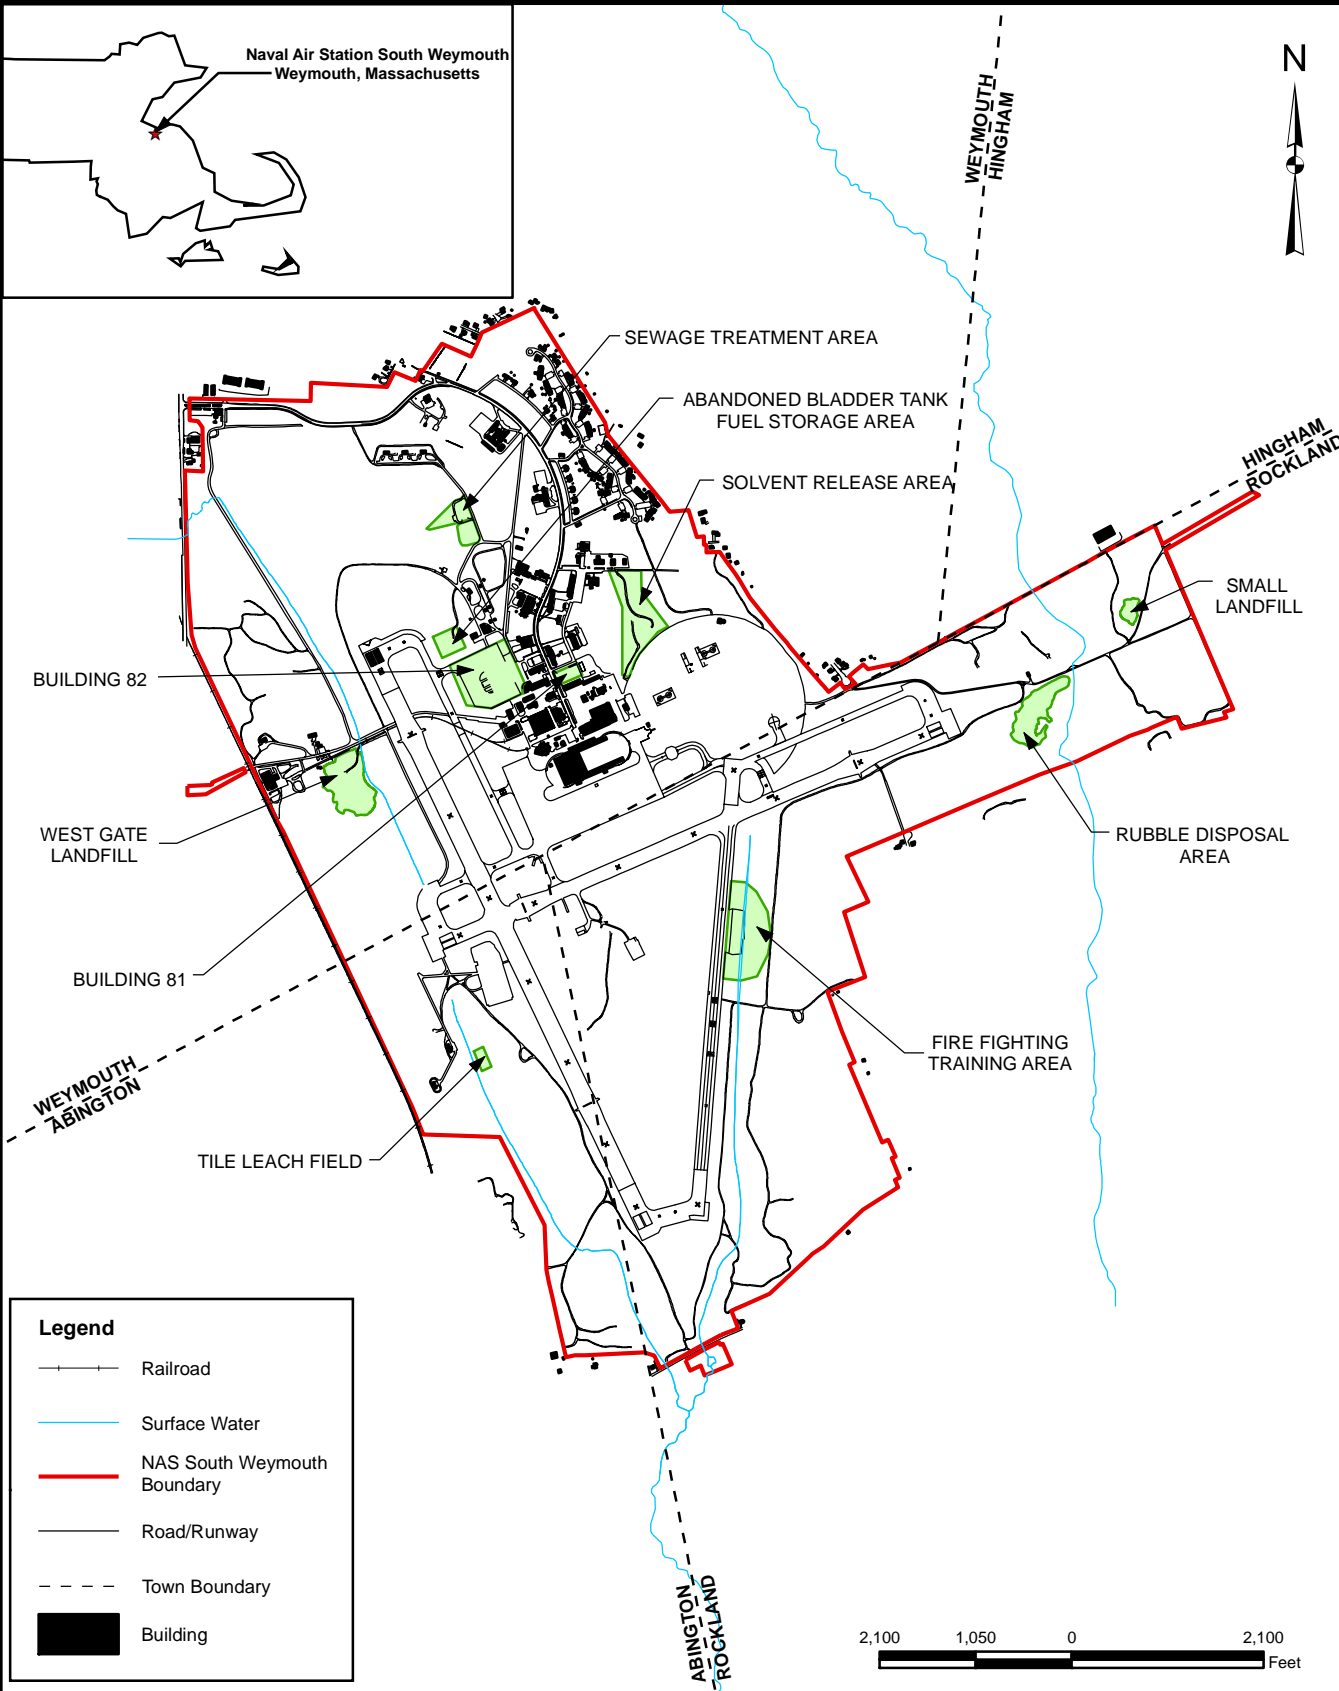 Naval Air Station South Weymouth
Weymouth, Massachusetts
N
WEYMOUTH
HINGHAM
SEWAGE TREATMENT AREA
ABANDONED BLADDER TANK
FUEL STORAGE AREA
SOLVENT RELEASE AREA
HINGHAM
ROCKLAND
SMALL
LANDFILL
BUILDING 82
WEST GATE
LANDFILL
RUBBLE DISPOSAL
AREA
BUILDING 81
FIRE FIGHTING
TRAINING AREA
WEYMOUTH
ABINGTON
TILE LEACH FIELD
Legend
Railroad
Surface Water
NAS South Weymouth
Boundary
Road/Runway
Town Boundary
Building
ABINGTON
ROCKLAND
2,100 1,050 0 2,100
Feet